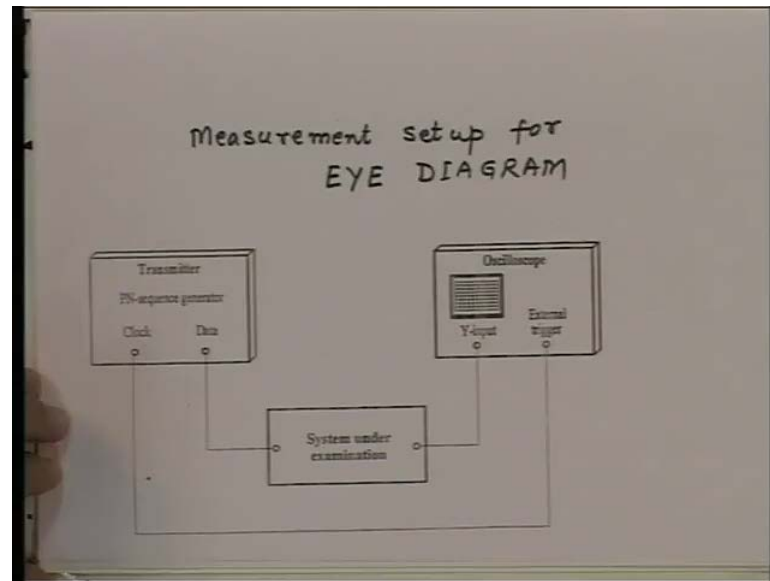 Measurement setup for
EYE DIAGRAM
Transmitter
PN-sequence generator
Clock Data
Oscilloscope
Y-input External
trigger
System under
examination